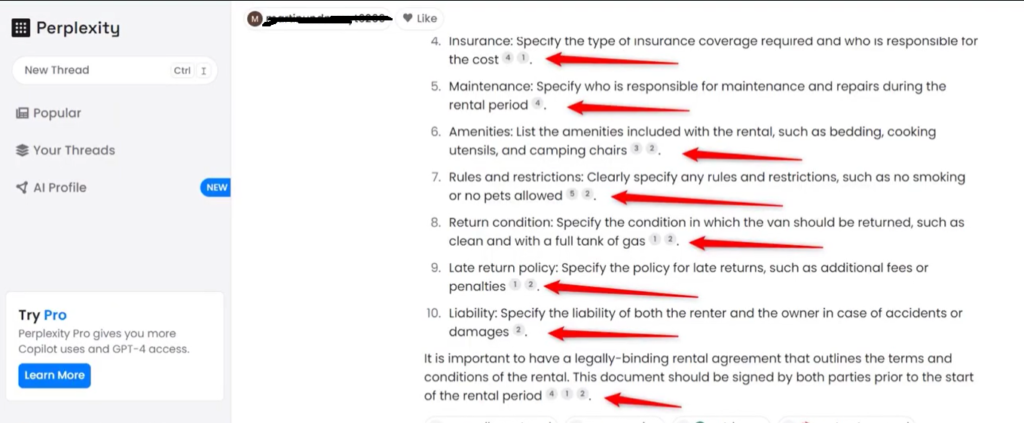 Perplexity
M
Like
New Thread
Ctrl I
Popular
Your Threads
AI Profile
NEW
Try Pro
Perplexity Pro gives you more
Copilot uses and GPT-4 access.
Learn More
4. Insurance: Specify the type of insurance coverage required and who is responsible for
the cost 4 1.
5. Maintenance: Specify who is responsible for maintenance and repairs during the
rental period 4.
6. Amenities: List the amenities included with the rental, such as bedding, cooking
utensils, and camping chairs 3 2.
7. Rules and restrictions: Clearly specify any rules and restrictions, such as no smoking
or no pets allowed 5 2.
8. Return condition: Specify the condition in which the van should be returned, such as
clean and with a full tank of gas 1 2.
9. Late return policy: Specify the policy for late returns, such as additional fees or
penalties 1 2.
10. Liability: Specify the liability of both the renter and the owner in case of accidents or
damages 2.
It is important to have a legally-binding rental agreement that outlines the terms and
conditions of the rental. This document should be signed by both parties prior to the start
of the rental period 4 1 2.